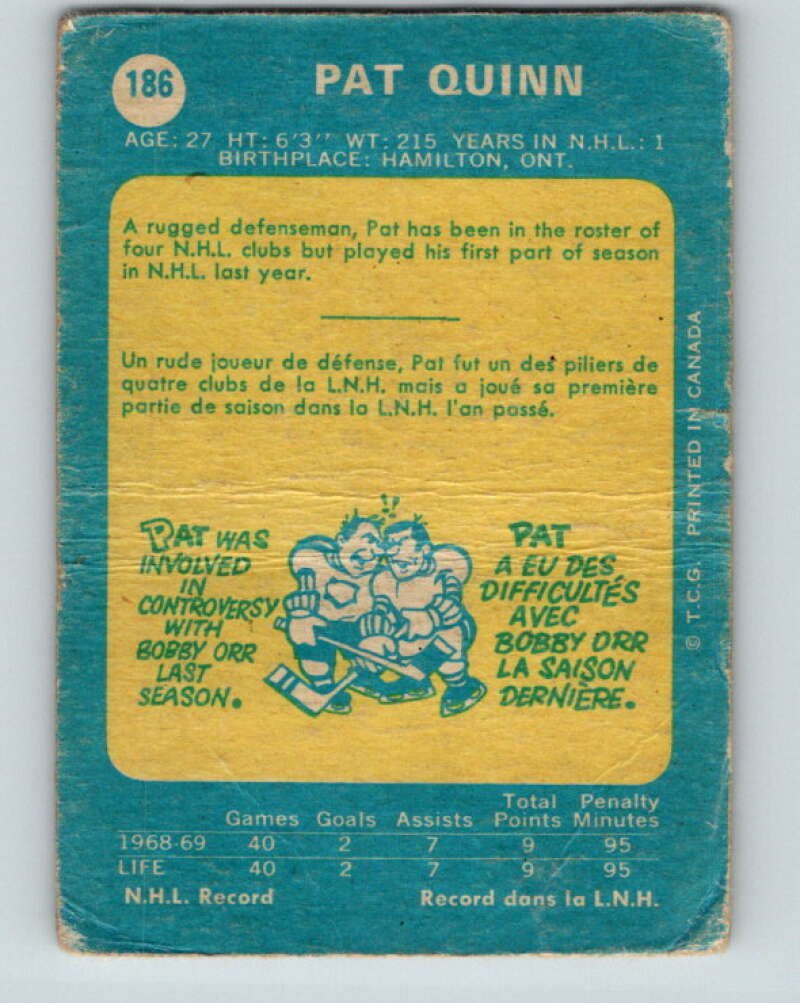 186
PAT QUINN
AGE: 27 HT: 6'3'' WT: 215 YEARS IN N.H.L.: 1
BIRTHPLACE: HAMILTON, ONT.
A rugged defenseman, Pat has been in the roster of
four N.H.L. clubs but played his first part of season
in N.H.L. last year.
Un rude joueur de défense, Pat fut un des piliers de
quatre clubs de la L.N.H. mais a joué sa première
partie de saison dans la L.N.H. l'an passé.
!!
PAT WAS
INVOLVED
IN
CONTROVERSY
WITH
BOBBY ORR
LAST
SEASON.
PAT
A EU DES
DIFFICULTÉS
AVEC
BOBBY ORR
LA SAISON
DERNIÈRE.
© T.C.G. PRINTED IN CANADA
Total Penalty
Games Goals Assists Points Minutes
1968-69 40 2 7 9 95
LIFE 40 2 7 9 95
N.H.L. Record Record dans la L.N.H.